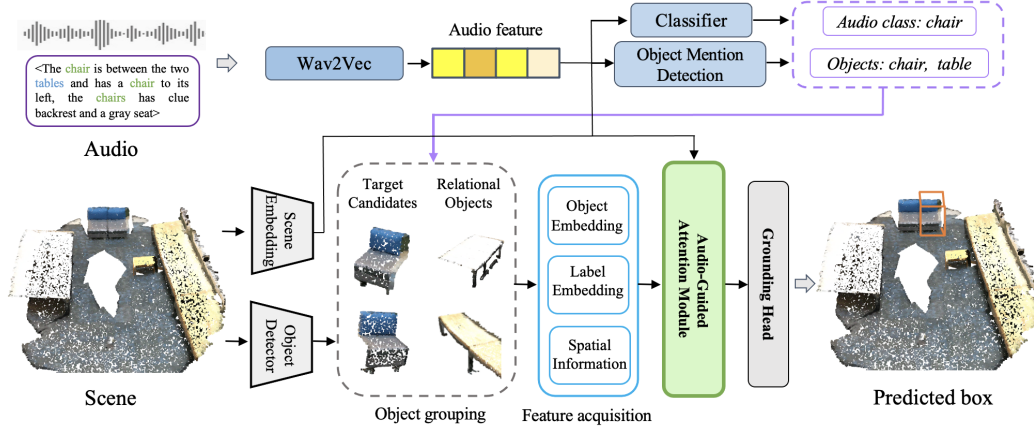 <The chair is between the two
tables and has a chair to its
left, the chairs has clue
backrest and a gray seat>
Audio
Wav2Vec
Audio feature
Classifier
Object Mention
Detection
Audio class: chair
Objects: chair, table
Scene
Scene
Embedding
Object
Detector
Target
Candidates
Relational
Objects
Object grouping
Object
Embedding
Label
Embedding
Spatial
Information
Feature acquisition
Audio-Guided
Attention Module
Grounding Head
Predicted box